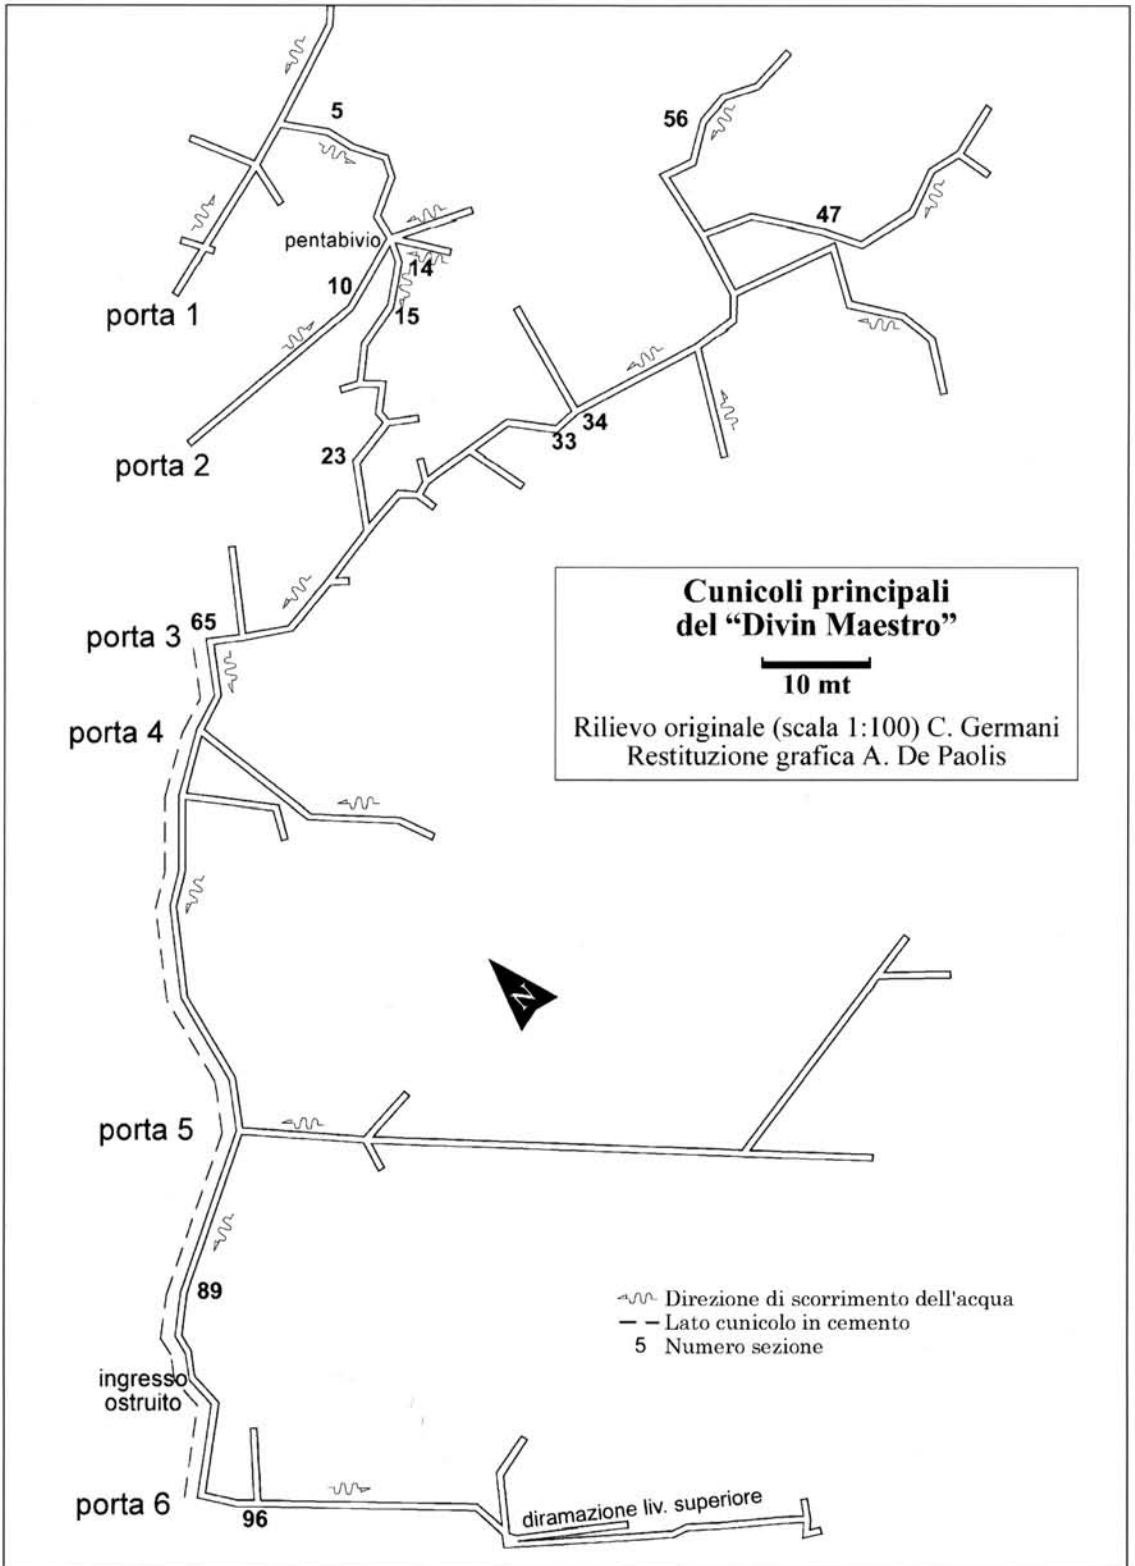 5
56
47
pentabivio
14
10
15
porta 1
34
33
porta 2
23
Cunicoli principali
del “Divin Maestro”
10 mt
Rilievo originale (scala 1:100) C. Germani
Restituzione grafica A. De Paolis
65
porta 3
porta 4
N
porta 5
89
Direzione di scorrimento dell'acqua
Lato cunicolo in cemento
5 Numero sezione
ingresso
ostruito
porta 6
96
diramazione liv. superiore